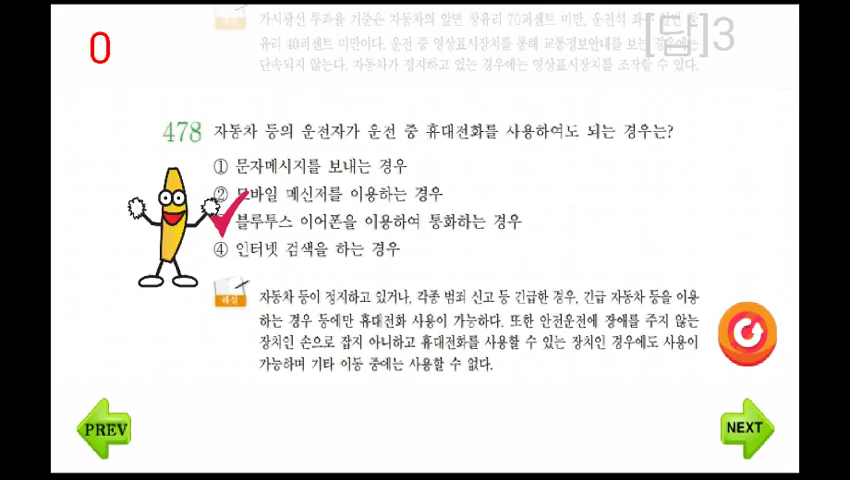 가시광선 투과율 기준은 자동차의 앞면 창유리 70퍼센트 미만, 운전석 좌우
유리 40퍼센트 미만이다. 운전 중 영상표시장치를 통해 교통정보안내를 보는 경우에는
단속되지 않는다. 자동차가 정지하고 있는 경우에는 영상표시장치를 조작할 수 있다.
0
[답]3
478 자동차 등의 운전자가 운전 중 휴대전화를 사용하여도 되는 경우는?
① 문자메시지를 보내는 경우
② 모바일 메신저를 이용하는 경우
블루투스 이어폰을 이용하여 통화하는 경우
④ 인터넷 검색을 하는 경우
해설
자동차 등이 정지하고 있거나, 각종 범죄 신고 등 긴급한 경우, 긴급 자동차 등을 이용
하는 경우 등에만 휴대전화 사용이 가능하다. 또한 안전운전에 장애를 주지 않는
장치인 손으로 잡지 아니하고 휴대전화를 사용할 수 있는 장치인 경우에도 사용이
가능하며 기타 이동 중에는 사용할 수 없다.
PREV
NEXT